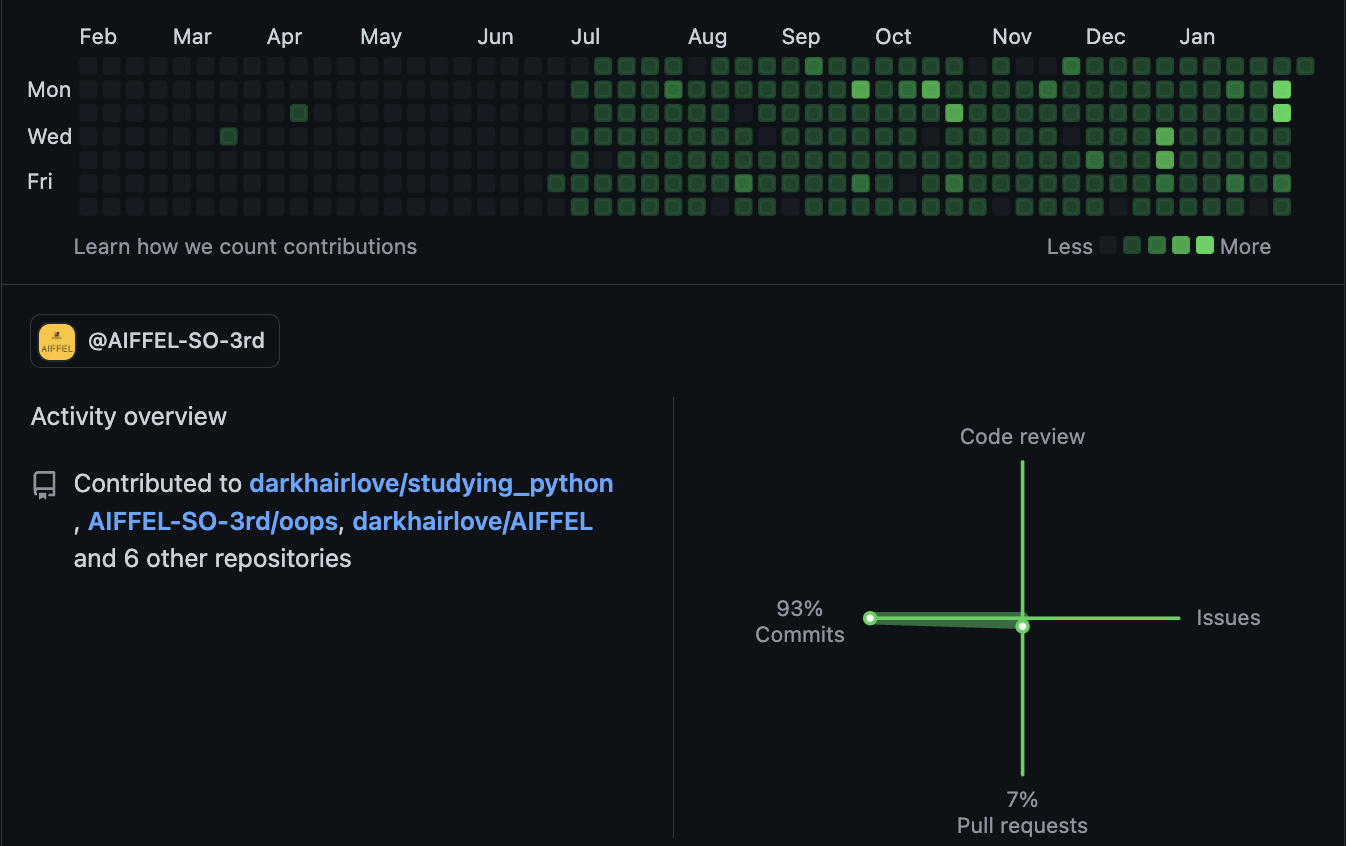 Feb Mar Apr May Jun Jul Aug Sep Oct Nov Dec Jan
Mon
Wed
Fri
Learn how we count contributions
Less More
AIFFEL
@AIFFEL-SO-3rd
Activity overview
Contributed to darkhairlove/studying_python
, AIFFEL-SO-3rd/oops, darkhairlove/AIFFEL
and 6 other repositories
Code review
93%
Commits
Issues
7%
Pull requests